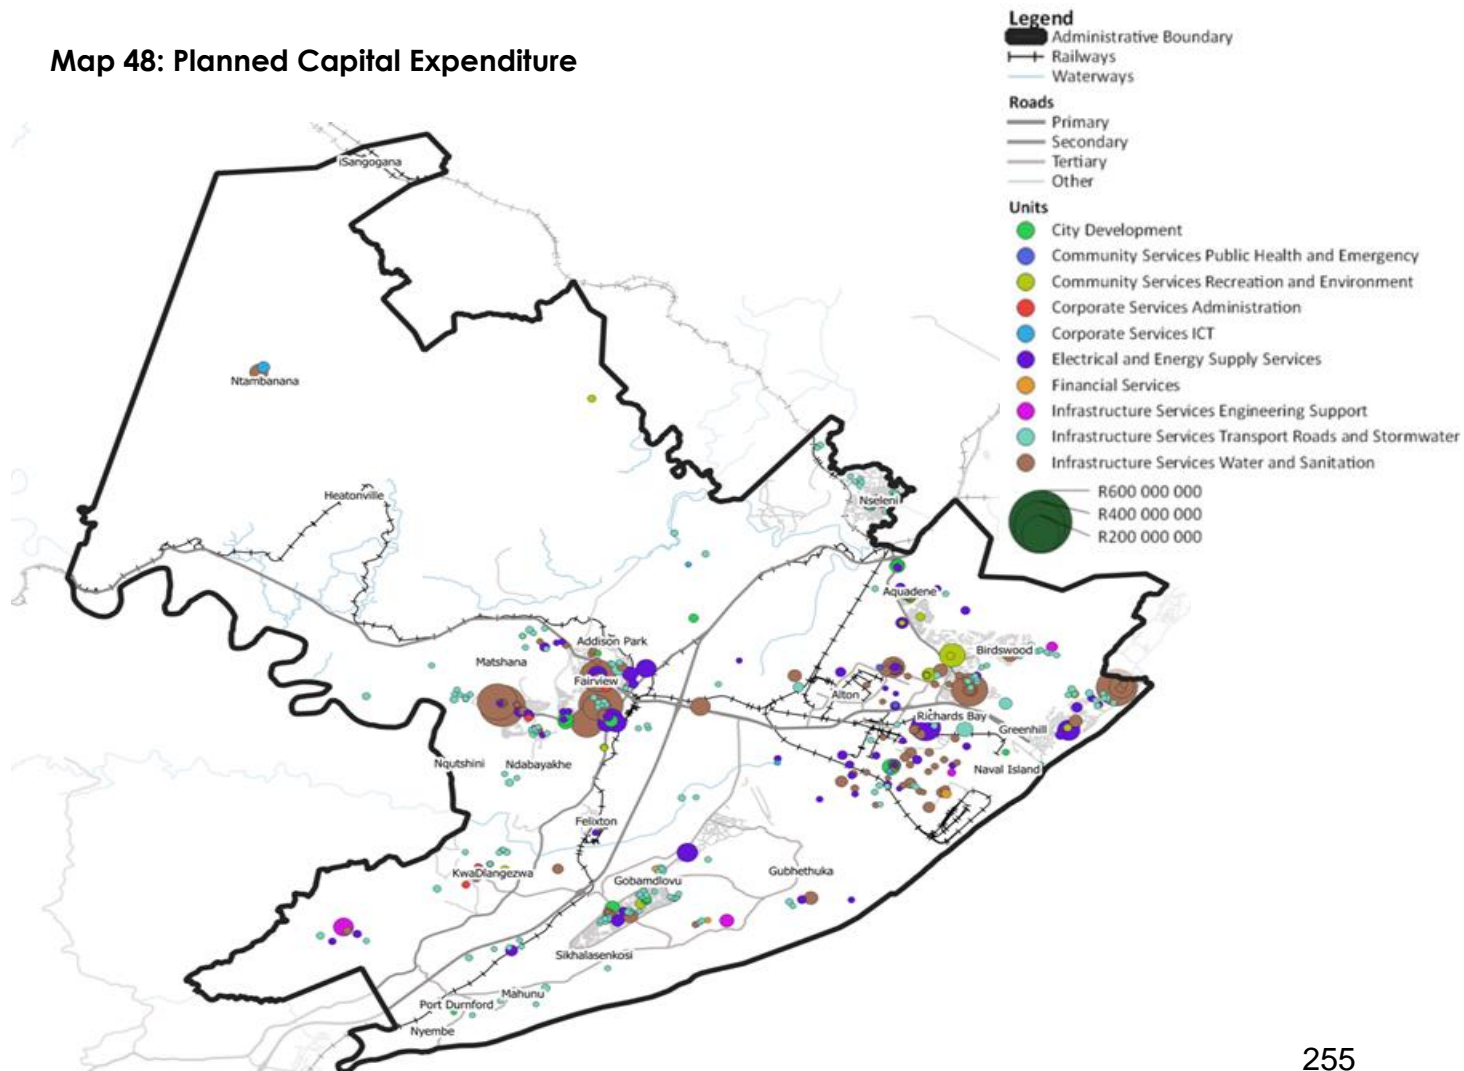 Map 48: Planned Capital Expenditure
Legend
Administrative Boundary
Railways
Waterways
Roads
Primary
Secondary
Tertiary
Other
Units
City Development
Community Services Public Health and Emergency
Community Services Recreation and Environment
Corporate Services Administration
Corporate Services ICT
Electrical and Energy Supply Services
Financial Services
Infrastructure Services Engineering Support
Infrastructure Services Transport Roads and Stormwater
Infrastructure Services Water and Sanitation
R600 000 000
R400 000 000
R200 000 000
iSangogana
Ntambanana
Heatonville
Nseleni
Aquadene
Addison Park
Birdswood
Matshana
Fairview
Alton
Richards Bay
Greenhill
Nqutshini
Ndabayakhe
Naval Island
Felixton
KwaDlangezwa
Gobamdlovu
Gubhethuka
Sikhalasenkosi
Mahunu
Port Durnford
Nyembe
255